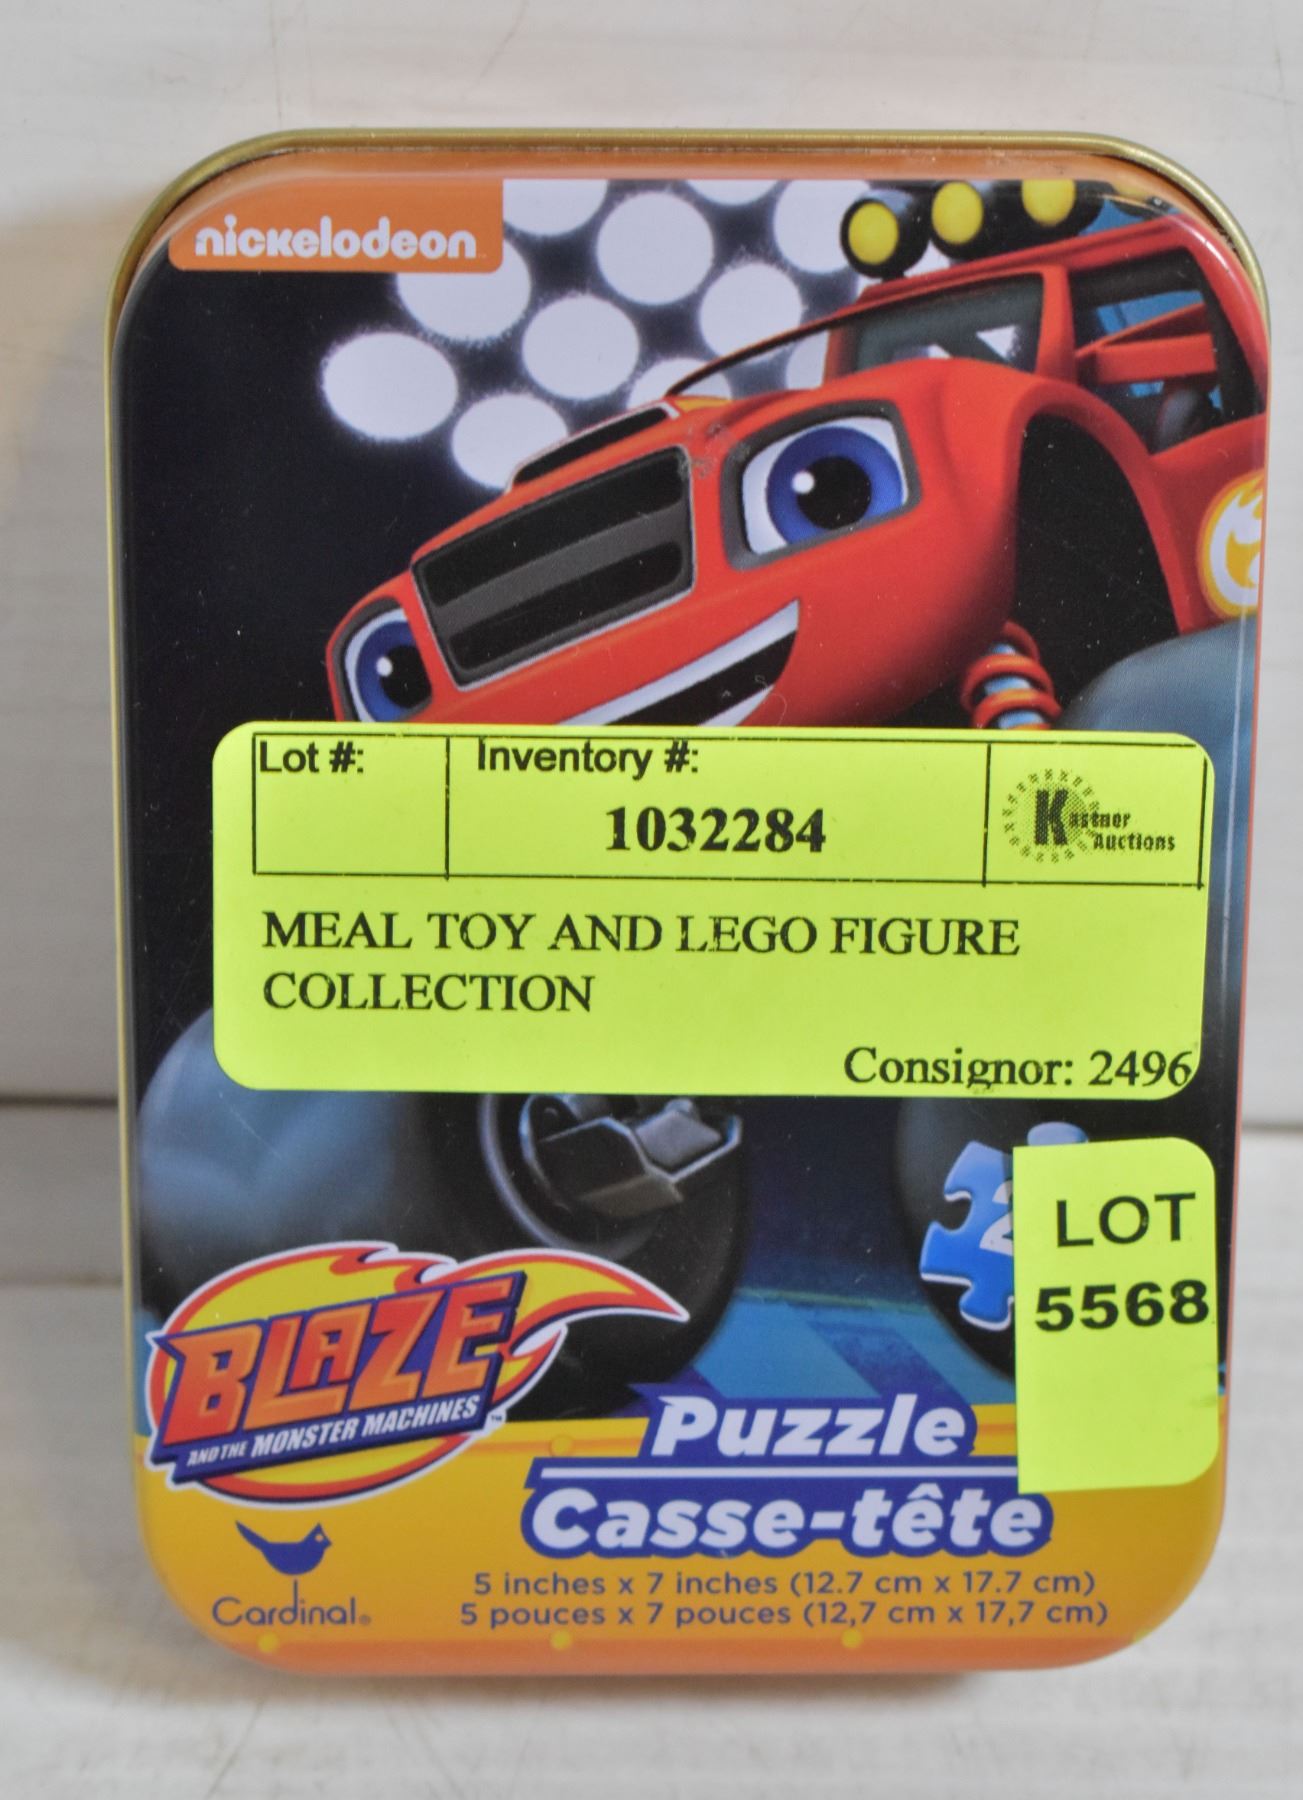 nickelodeon
Lot #:
Inventory #:
1032284
Kastner
Auctions
MEAL TOY AND LEGO FIGURE
COLLECTION
Consignor: 2496
LOT
5568
BLAZE
AND THE MONSTER MACHINES™
Puzzle
Casse-tête
Cardinal®
5 inches x 7 inches (12.7 cm x 17.7 cm)
5 pouces x 7 pouces (12,7 cm x 17,7 cm)